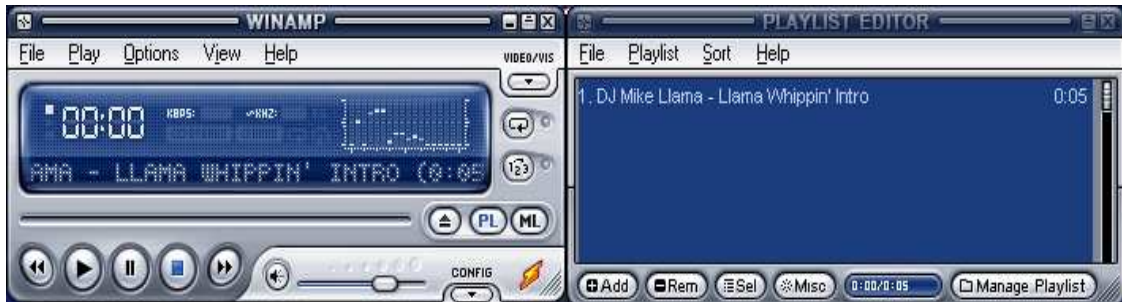 WINAMP
File Play Options View Help
VIDEO/VIS
00:00 KBPS: KHZ:
AMA - LLAMA WHIPPIN' INTRO (0:05
123
PL ML
CONFIG
PLAYLIST EDITOR
File Playlist Sort Help
1. DJ Mike Llama - Llama Whippin' Intro 0:05
Add Rem Sel Misc 0:00/0:05 Manage Playlist